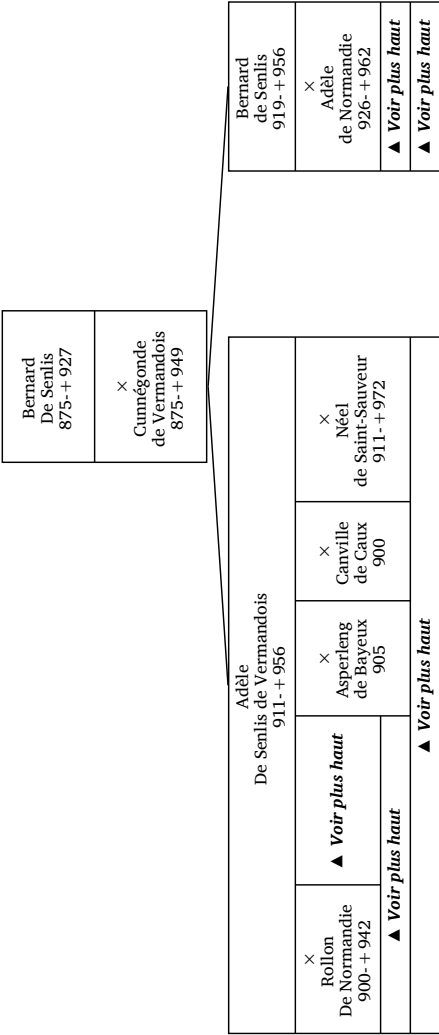 Bernard
De Senlis
875-+927
×
Cunnégonde
de Vermandois
875-+949
Adèle
De Senlis de Vermandois
911-+956
×
Rollon
De Normandie
900-+942
▲ Voir plus haut
×
Asperleng
de Bayeux
905
×
Canville
de Caux
900
×
Néel
de Saint-Sauveur
911-+972
▲ Voir plus haut
▲ Voir plus haut
Bernard
de Senlis
919-+956
×
Adèle
de Normandie
926-+962
▲ Voir plus haut
▲ Voir plus haut